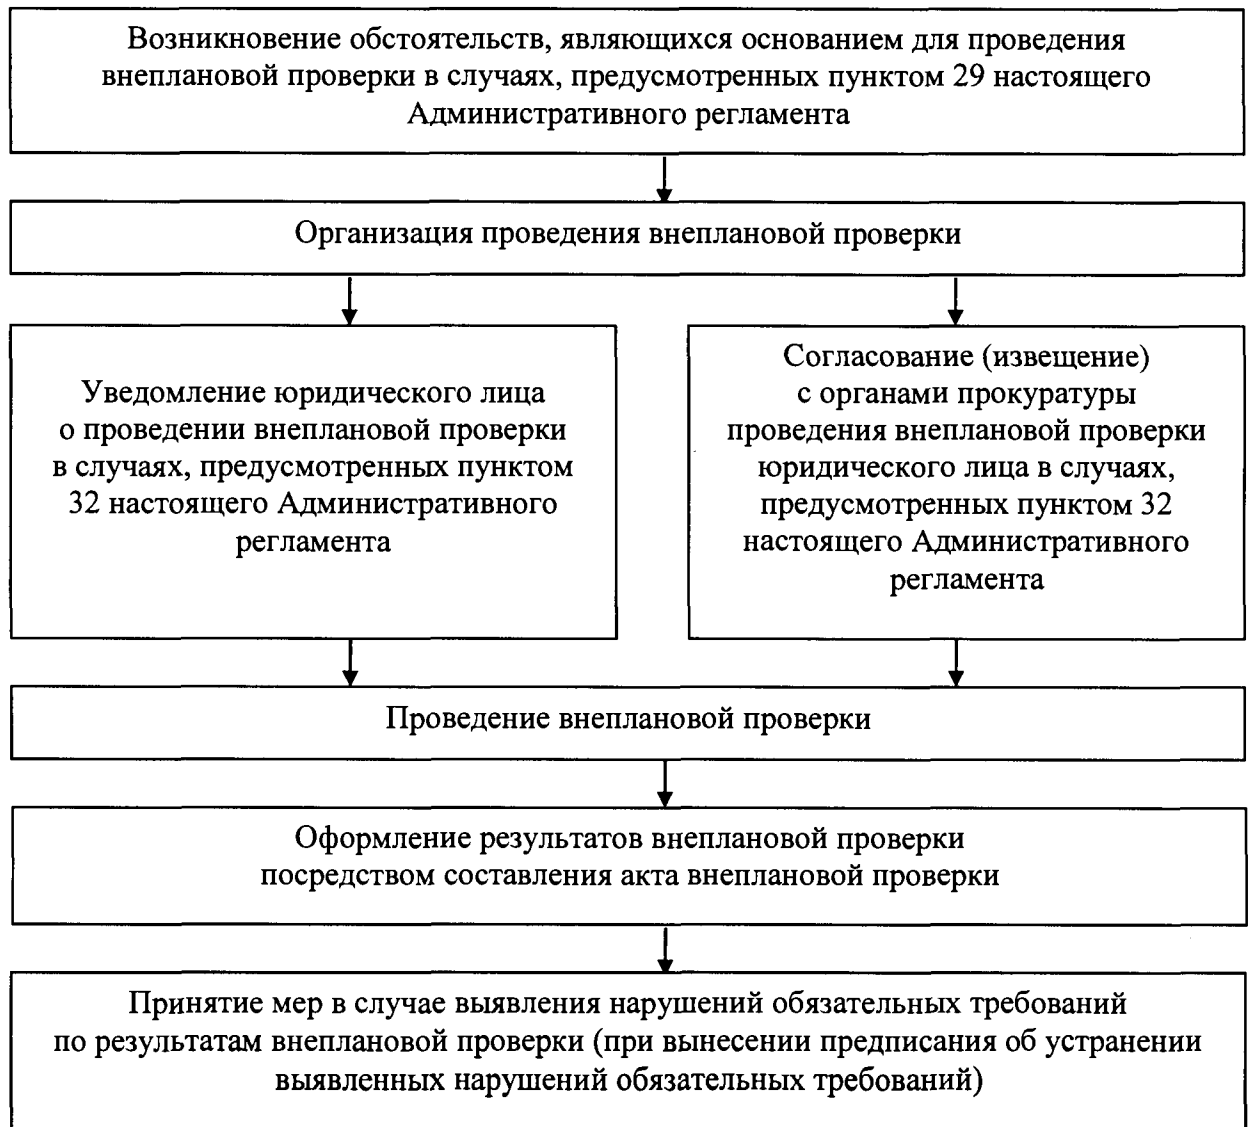 Возникновение обстоятельств, являющихся основанием для проведения
внеплановой проверки в случаях, предусмотренных пунктом 29 настоящего
Административного регламента
Организация проведения внеплановой проверки
Уведомление юридического лица
о проведении внеплановой проверки
в случаях, предусмотренных пунктом
32 настоящего Административного
регламента
Согласование (извещение)
с органами прокуратуры
проведения внеплановой проверки
юридического лица в случаях,
предусмотренных пунктом 32
настоящего Административного
регламента
Проведение внеплановой проверки
Оформление результатов внеплановой проверки
посредством составления акта внеплановой проверки
Принятие мер в случае выявления нарушений обязательных требований
по результатам внеплановой проверки (при вынесении предписания об устранении
выявленных нарушений обязательных требований)